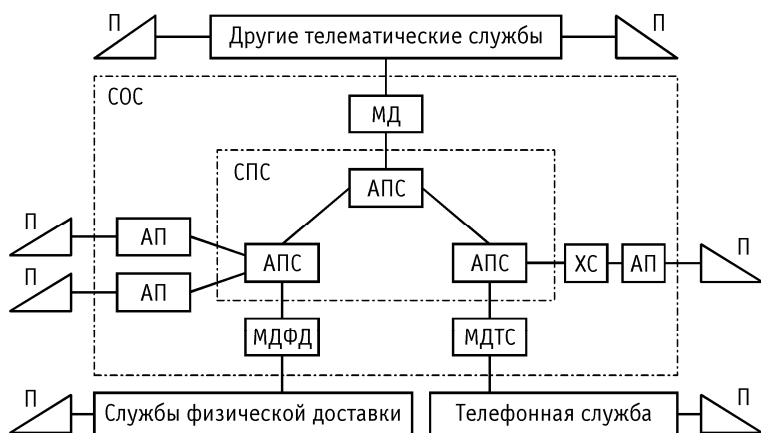 П
Другие телематические службы
П
СОС
МД
СПС
АПС
П
АП
АПС
АПС
ХС
АП
П
П
АП
МДФД
МДТС
П
Службы физической доставки
Телефонная служба
П